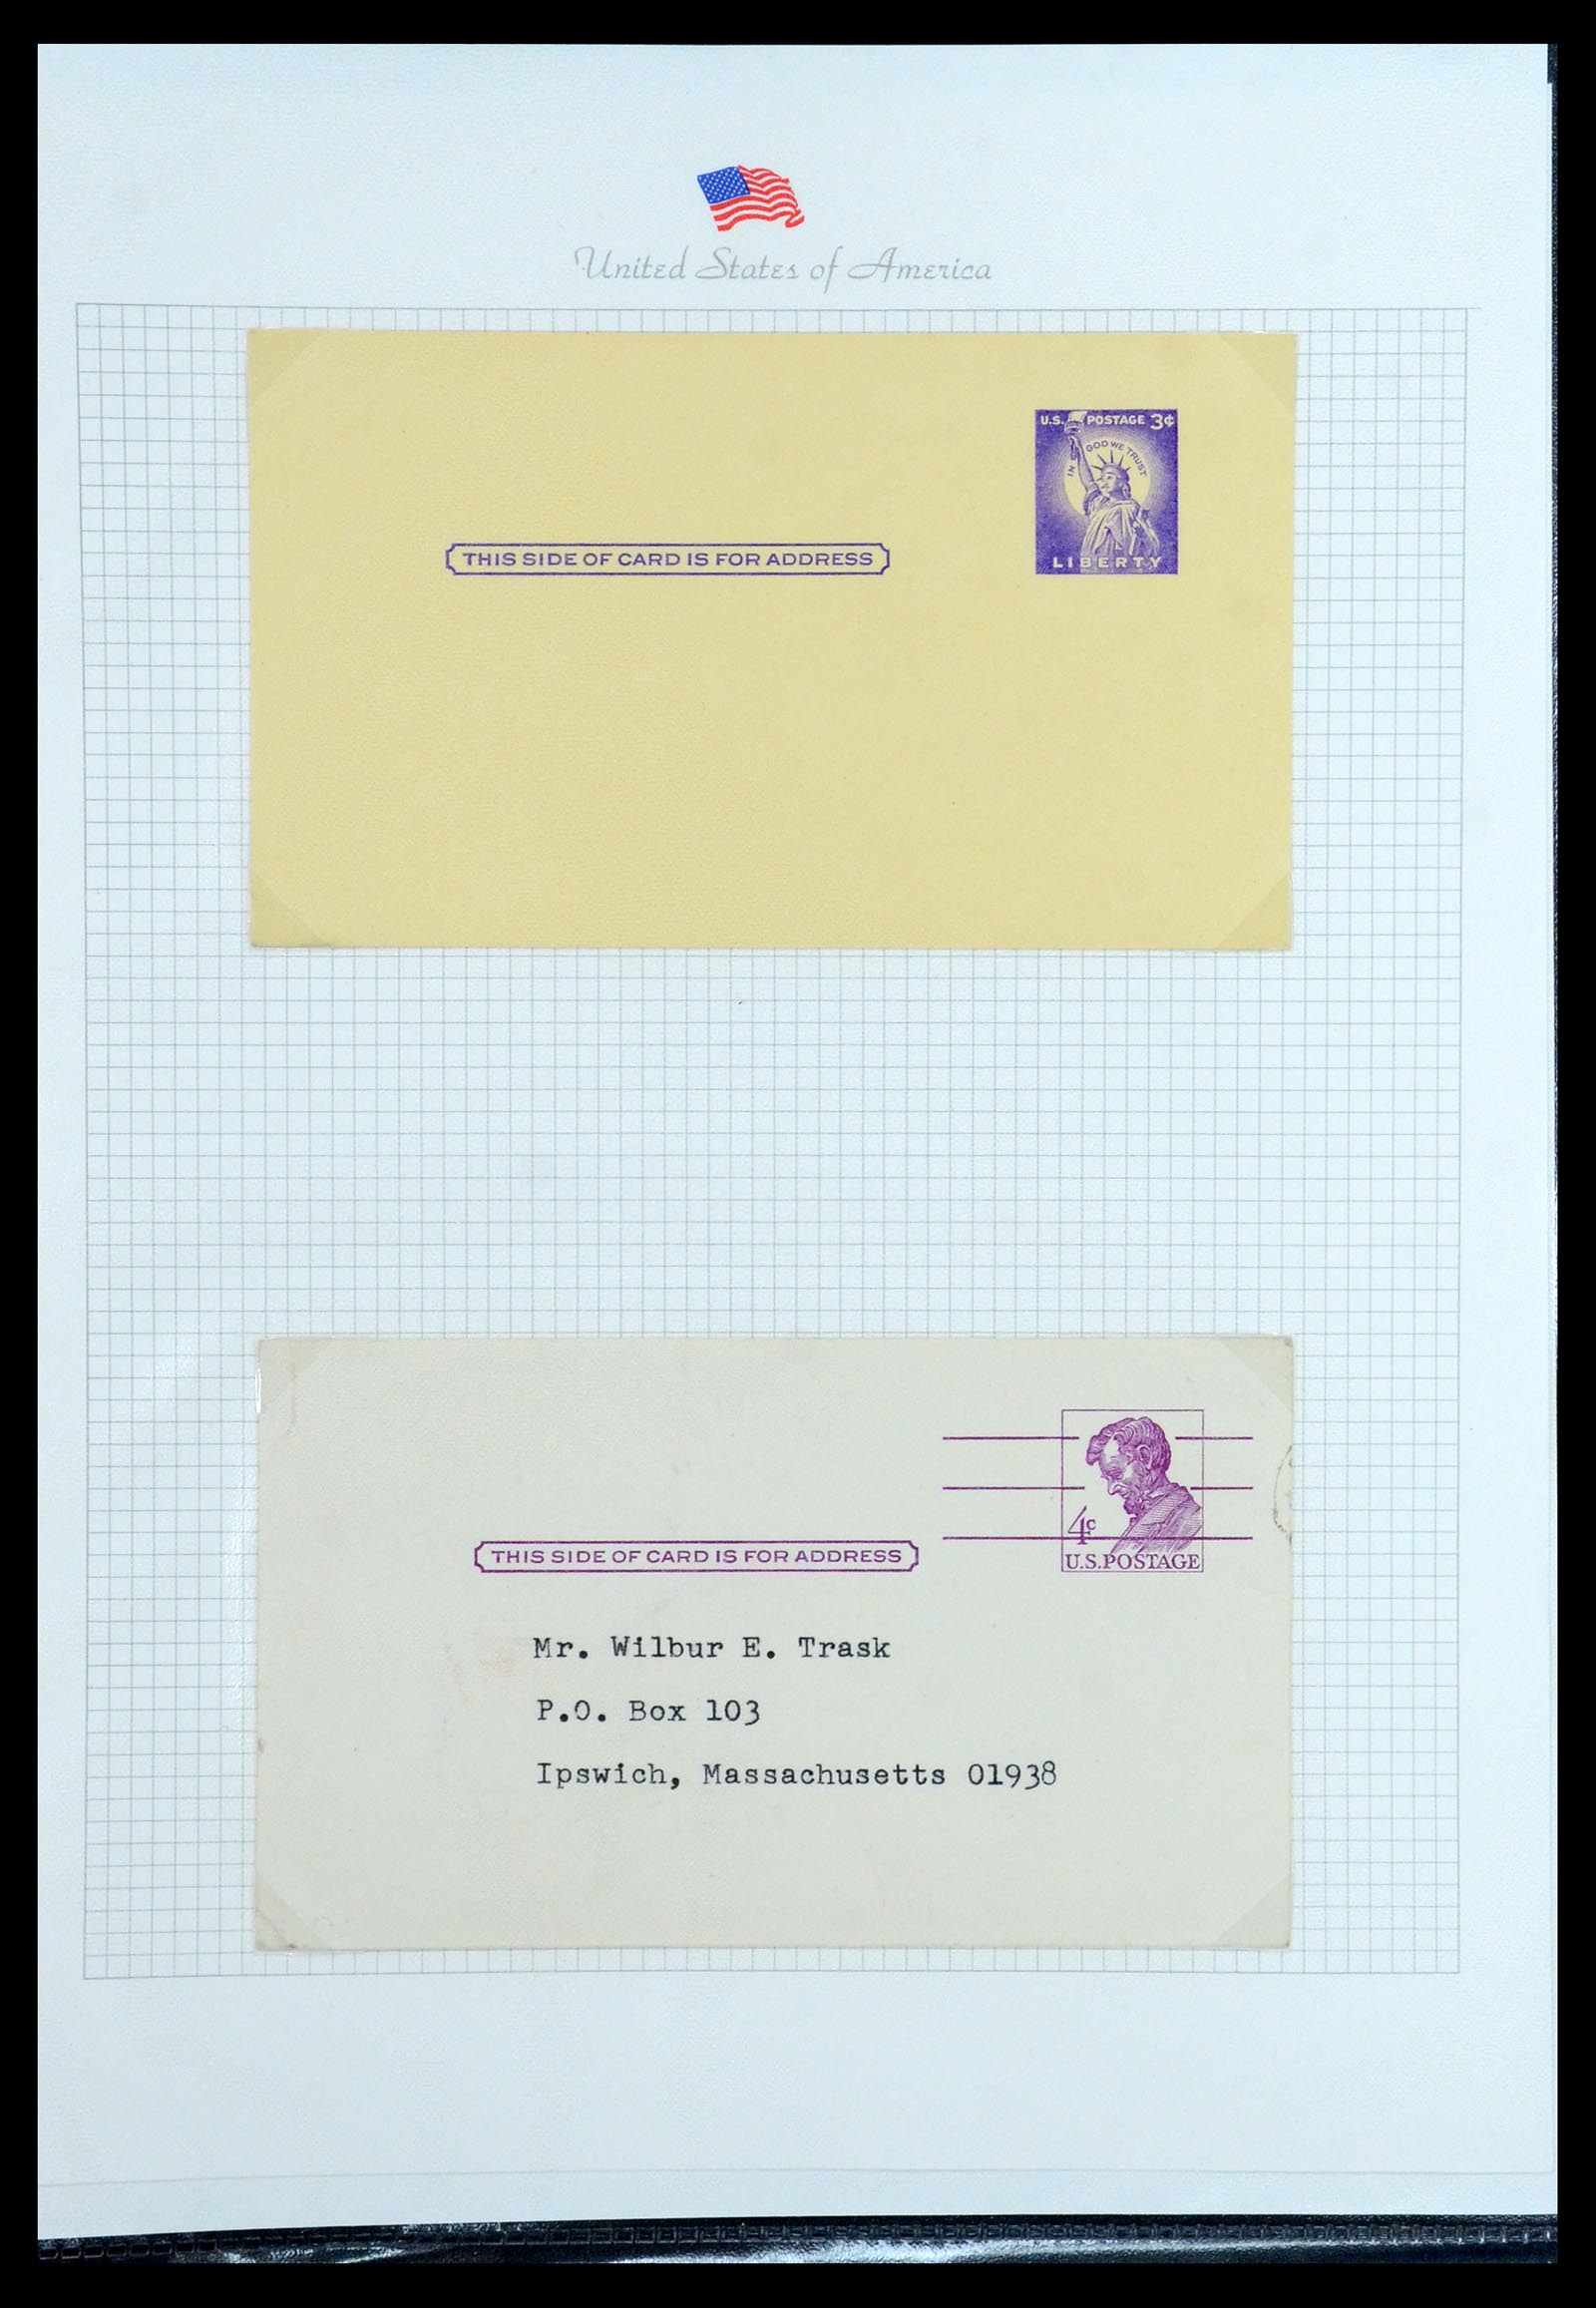 United States of America
U.S. POSTAGE 3¢
IN GOD WE TRUST
LIBERTY
THIS SIDE OF CARD IS FOR ADDRESS
4c
U.S.POSTAGE
THIS SIDE OF CARD IS FOR ADDRESS
Mr. Wilbur E. Trask
P.O. Box 103
Ipswich, Massachusetts 01938